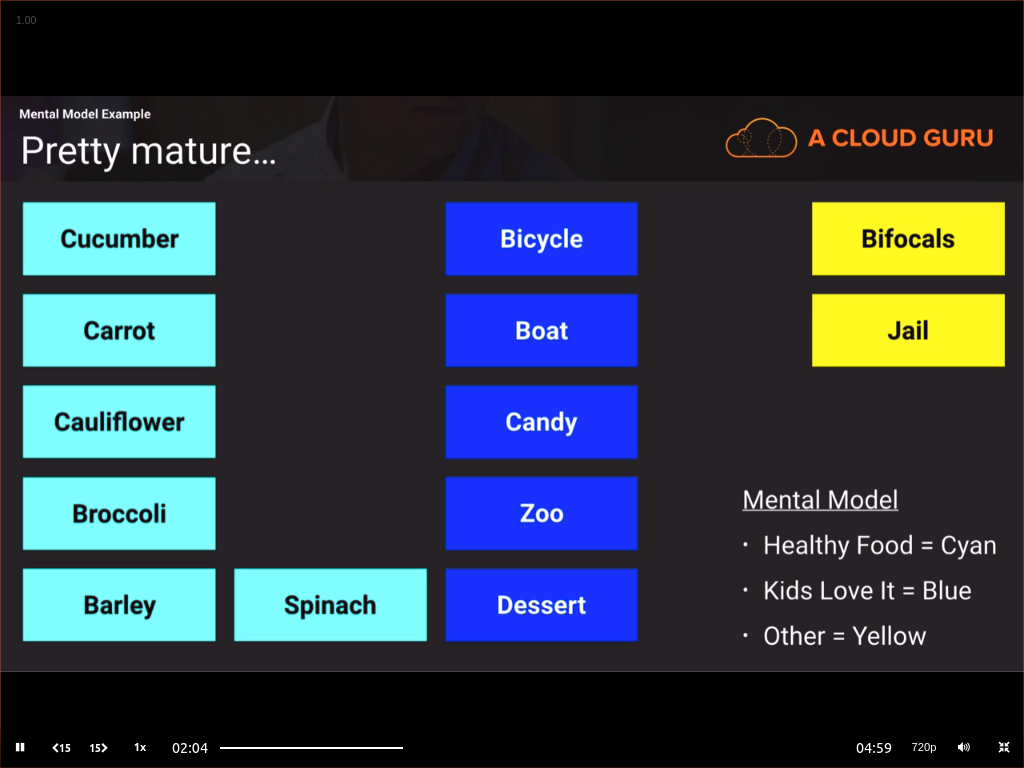 1.00
Mental Model Example
Pretty mature...
A CLOUD GURU
Cucumber
Bicycle
Bifocals
Carrot
Boat
Jail
Cauliflower
Candy
Broccoli
Zoo
Barley
Spinach
Dessert
Mental Model
· Healthy Food = Cyan
· Kids Love It = Blue
· Other = Yellow
15 15 1x 02:04 04:59 720p